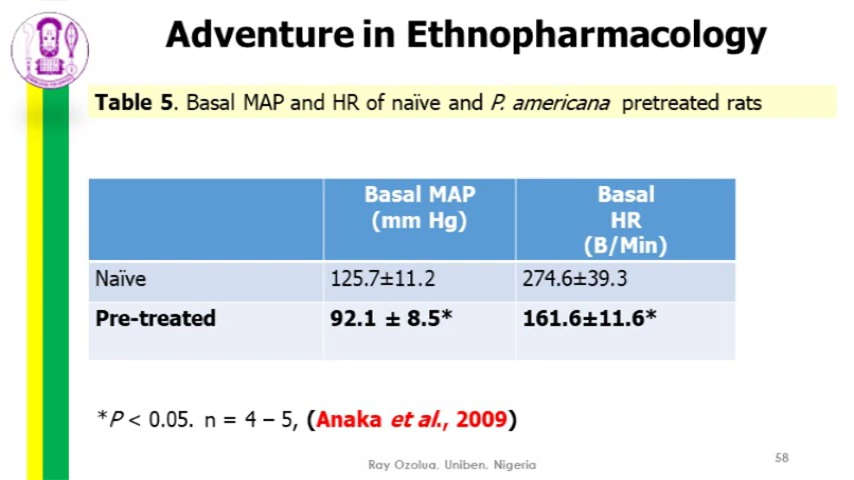 Adventure in Ethnopharmacology
Table 5. Basal MAP and HR of naïve and P. americana pretreated rats
Basal MAP
(mm Hg)
Basal
HR
(B/Min)
Naïve 125.7±11.2 274.6±39.3
Pre-treated 92.1 ± 8.5* 161.6±11.6*
*P < 0.05. n = 4 – 5, (Anaka et al., 2009)
Ray Ozolua, Uniben, Nigeria
58